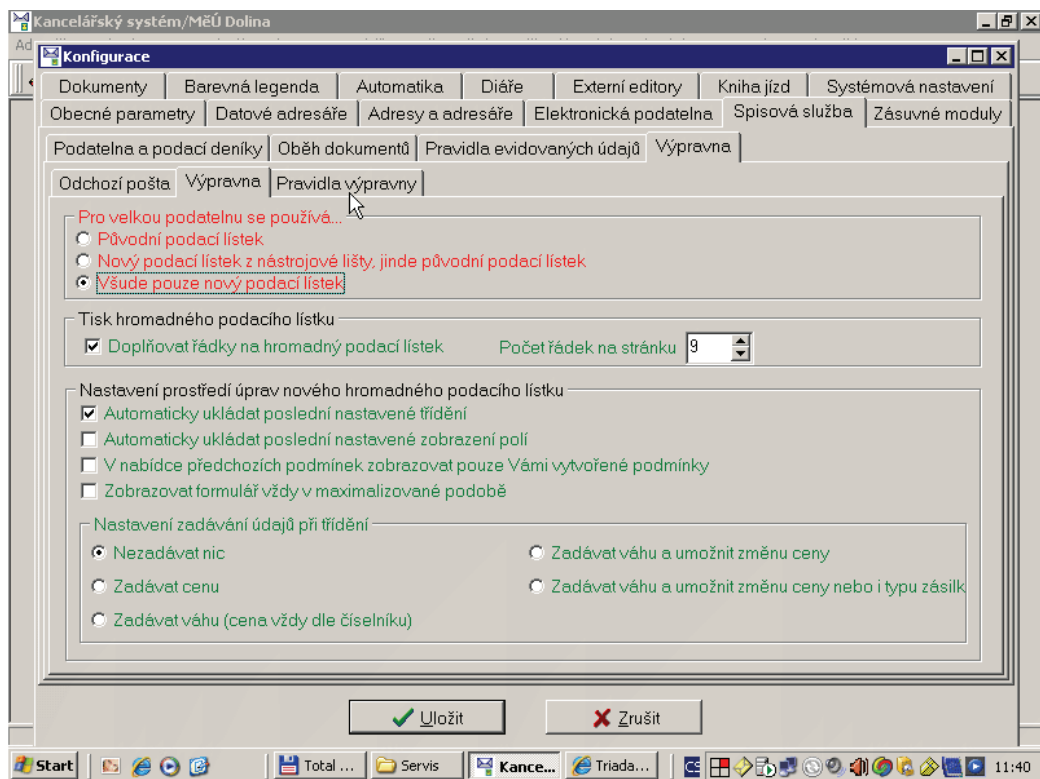 Kancelářský systém/MěÚ Dolina
Ad
Konfigurace
Dokumenty Barevná legenda Automatika Diáře Externí editory Kniha jízd Systémová nastavení
Obecné parametry Datové adresáře Adresy a adresáře Elektronická podatelna Spisová služba Zásuvné moduly
Podatelna a podací deníky Oběh dokumentů Pravidla evidovaných údajů Výpravna
Odchozí pošta Výpravna Pravidla výpravny
Pro velkou podatelnu se používá...
Původní podací lístek
Nový podací lístek z nástrojové lišty, jinde původní podací lístek
Všude pouze nový podací lístek
Tisk hromadného podacího lístku
Doplňovat řádky na hromadný podací lístek Počet řádek na stránku 9
Nastavení prostředí úprav nového hromadného podacího lístku
Automaticky ukládat poslední nastavené třídění
Automaticky ukládat poslední nastavené zobrazení polí
V nabídce předchozích podmínek zobrazovat pouze Vámi vytvořené podmínky
Zobrazovat formulář vždy v maximalizované podobě
Nastavení zadávání údajů při třídění
Nezadávat nic Zadávat váhu a umožnit změnu ceny
Zadávat cenu Zadávat váhu a umožnit změnu ceny nebo i typu zásilk
Zadávat váhu (cena vždy dle číselníku)
Uložit Zrušit
Start Total ... Servis Kance... Triada... CS 11:40